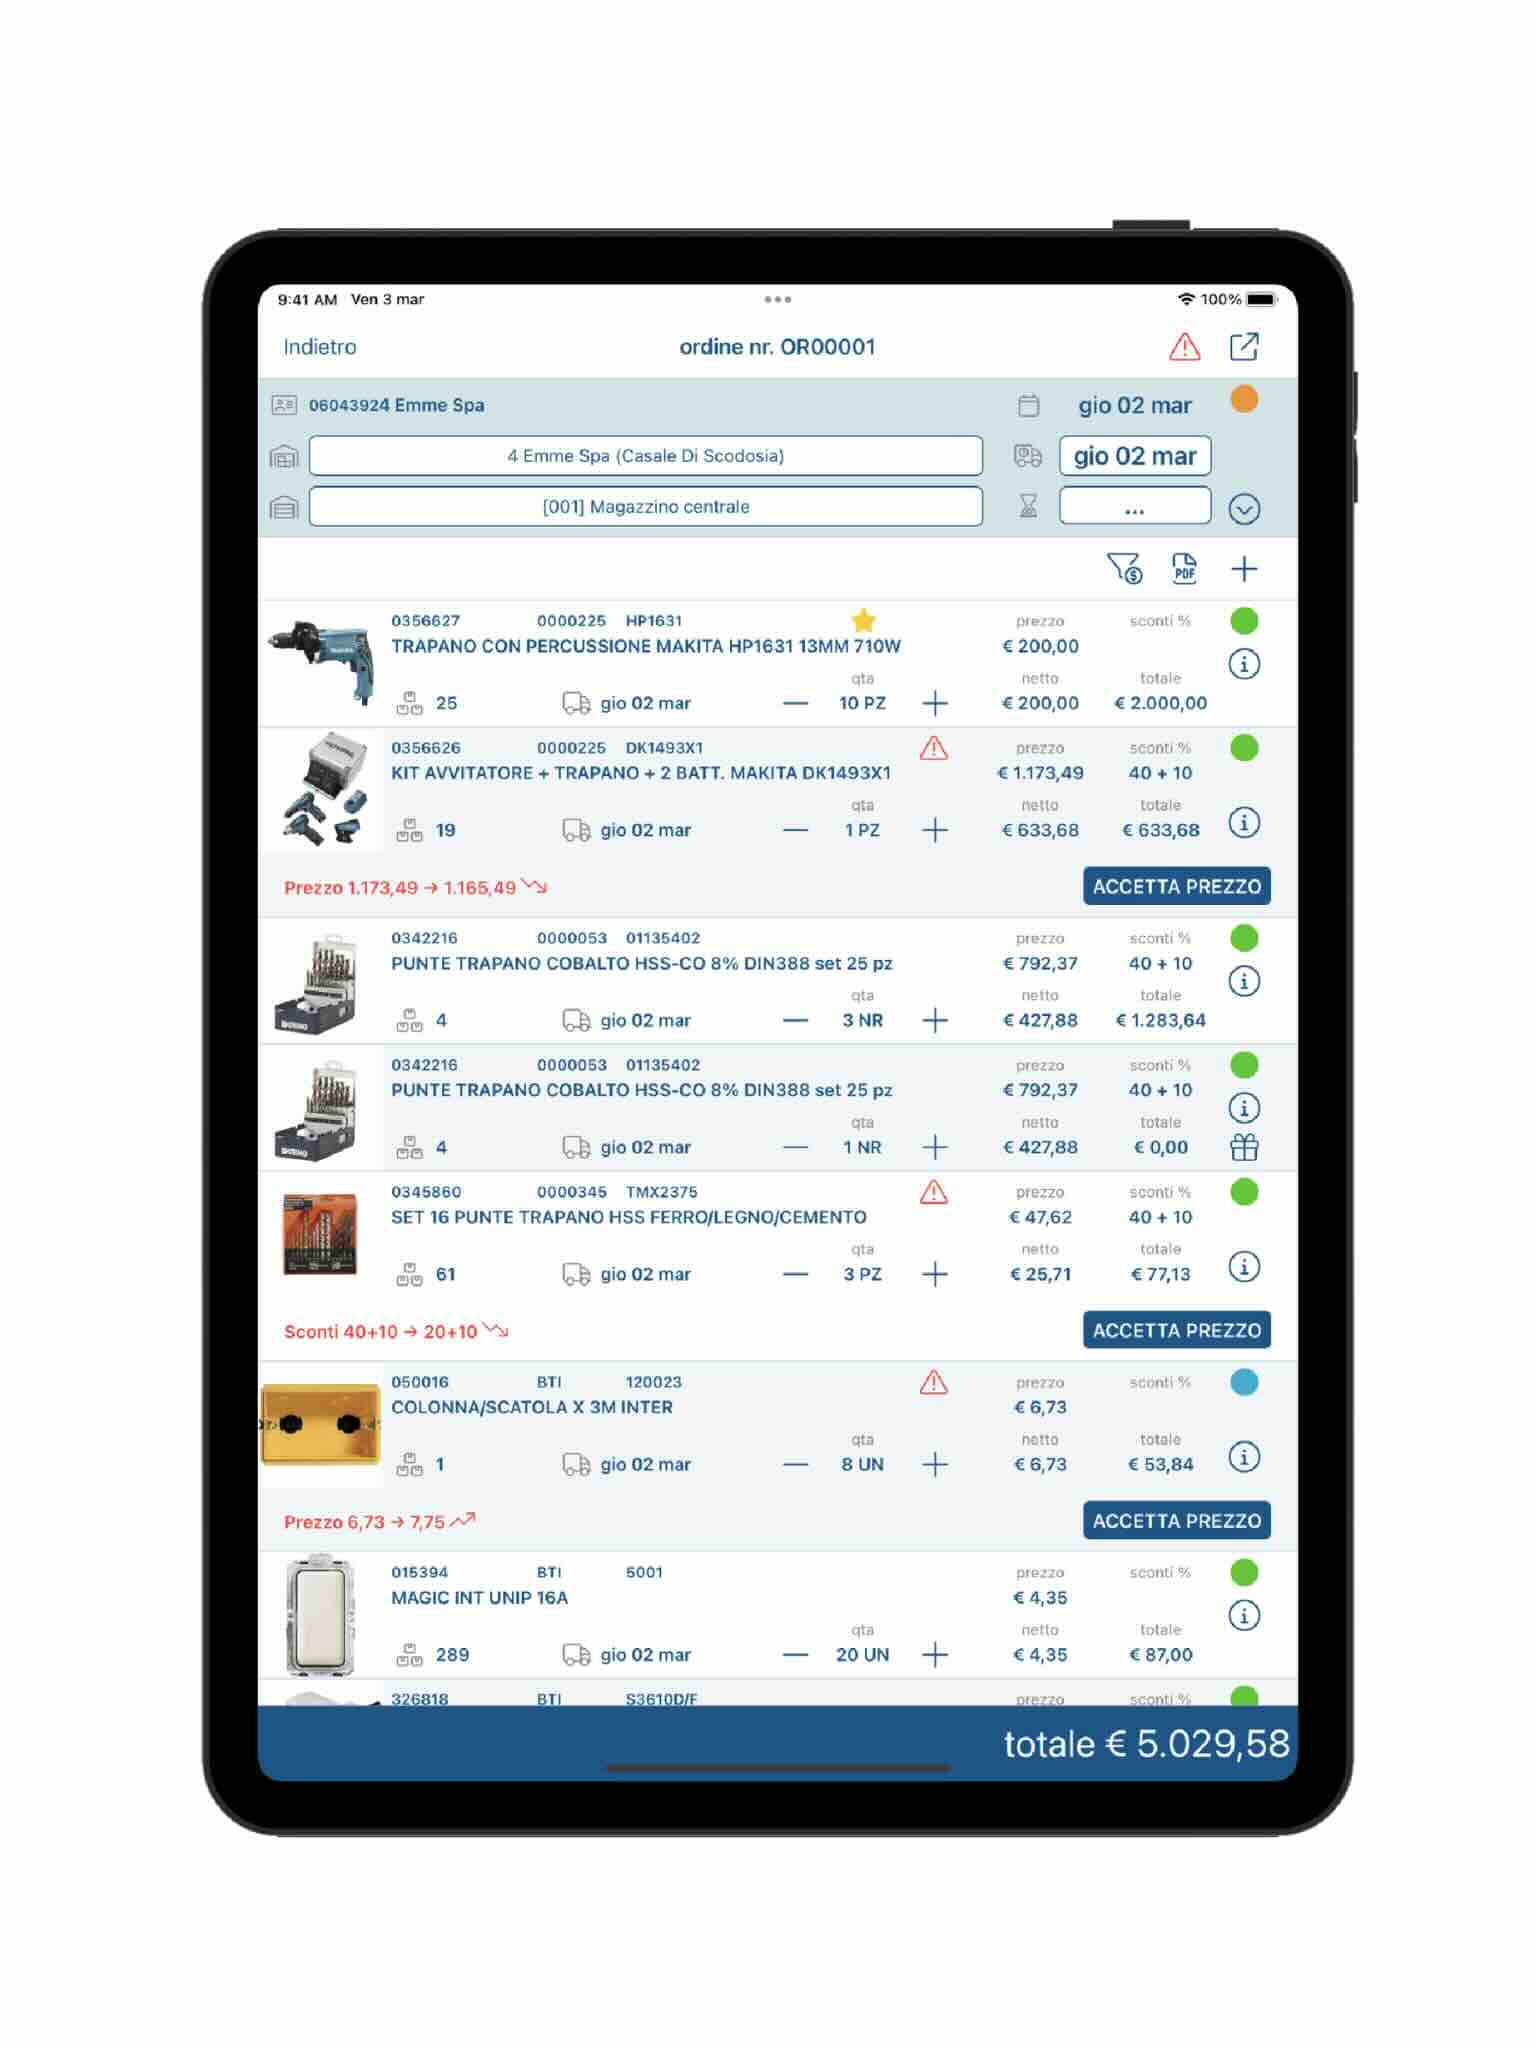 9:41 AM Ven 3 mar 100%
Indietro ordine nr. OR00001
06043924 Emme Spa gio 02 mar
4 Emme Spa (Casale Di Scodosia) gio 02 mar
[001] Magazzino centrale ...
PDF
0356627 0000225 HP1631 prezzo sconti %
TRAPANO CON PERCUSSIONE MAKITA HP1631 13MM 710W € 200,00
qta netto totale
25 gio 02 mar 10 PZ € 200,00 € 2.000,00
0356626 0000225 DK1493X1 prezzo sconti %
KIT AVVITATORE + TRAPANO + 2 BATT. MAKITA DK1493X1 € 1.173,49 40 + 10
qta netto totale
19 gio 02 mar 1 PZ € 633,68 € 633,68
Prezzo 1.173,49 → 1.165,49 ACCETTA PREZZO
0342216 0000053 01135402 prezzo sconti %
PUNTE TRAPANO COBALTO HSS-CO 8% DIN388 set 25 pz € 792,37 40 + 10
qta netto totale
4 gio 02 mar 3 NR € 427,88 € 1.283,64
0342216 0000053 01135402 prezzo sconti %
PUNTE TRAPANO COBALTO HSS-CO 8% DIN388 set 25 pz € 792,37 40 + 10
qta netto totale
4 gio 02 mar 1 NR € 427,88 € 0,00
0345860 0000345 TMX2375 prezzo sconti %
SET 16 PUNTE TRAPANO HSS FERRO/LEGNO/CEMENTO € 47,62 40 + 10
qta netto totale
61 gio 02 mar 3 PZ € 25,71 € 77,13
Sconti 40+10 → 20+10 ACCETTA PREZZO
050016 BTI 120023 prezzo sconti %
COLONNA/SCATOLA X 3M INTER € 6,73
qta netto totale
1 gio 02 mar 8 UN € 6,73 € 53,84
Prezzo 6,73 → 7,75 ACCETTA PREZZO
015394 BTI 5001 prezzo sconti %
MAGIC INT UNIP 16A € 4,35
qta netto totale
289 gio 02 mar 20 UN € 4,35 € 87,00
326818 BTI S3610D/F prezzo sconti %
totale € 5.029,58